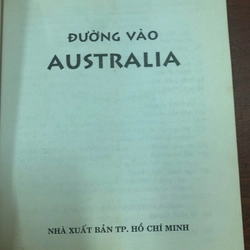 ĐƯỜNG VÀO
AUSTRALIA
NHÀ XUẤT BẢN TP. HỒ CHÍ MINH